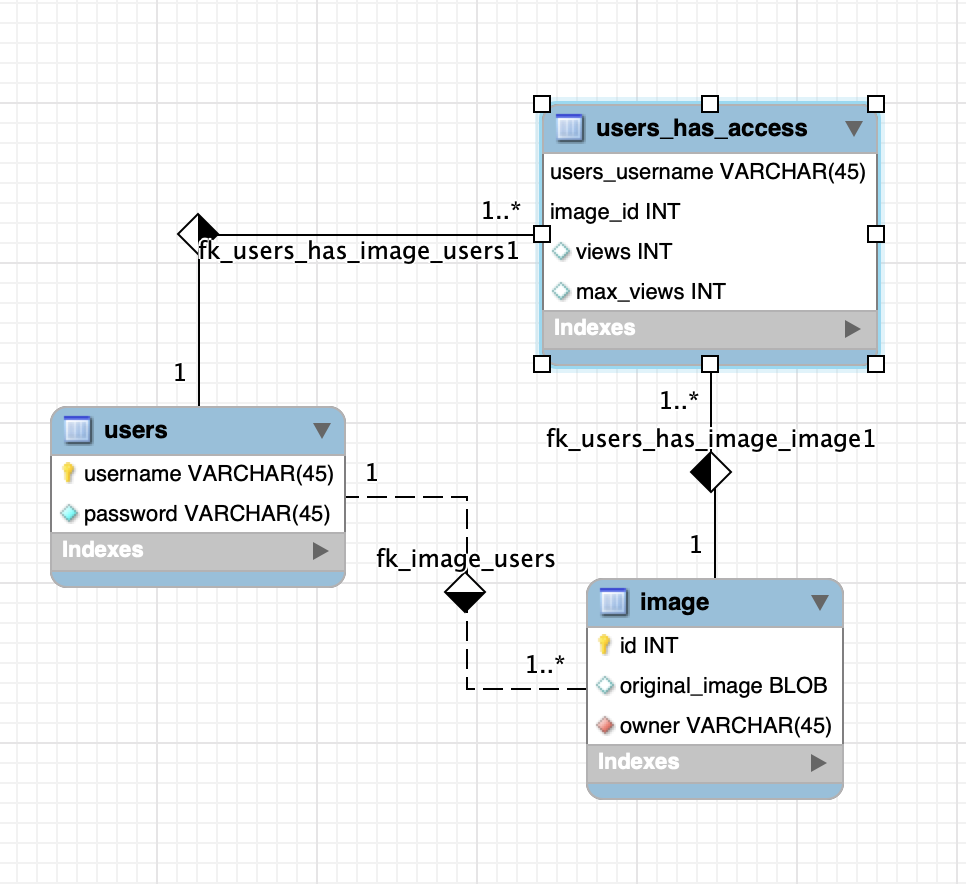 users_has_access
users_username VARCHAR(45)
image_id INT
views INT
max_views INT
Indexes
1..*
fk_users_has_image_users1
1
users
username VARCHAR(45)
password VARCHAR(45)
Indexes
1..*
fk_users_has_image_image1
1
1
fk_image_users
1..*
image
id INT
original_image BLOB
owner VARCHAR(45)
Indexes